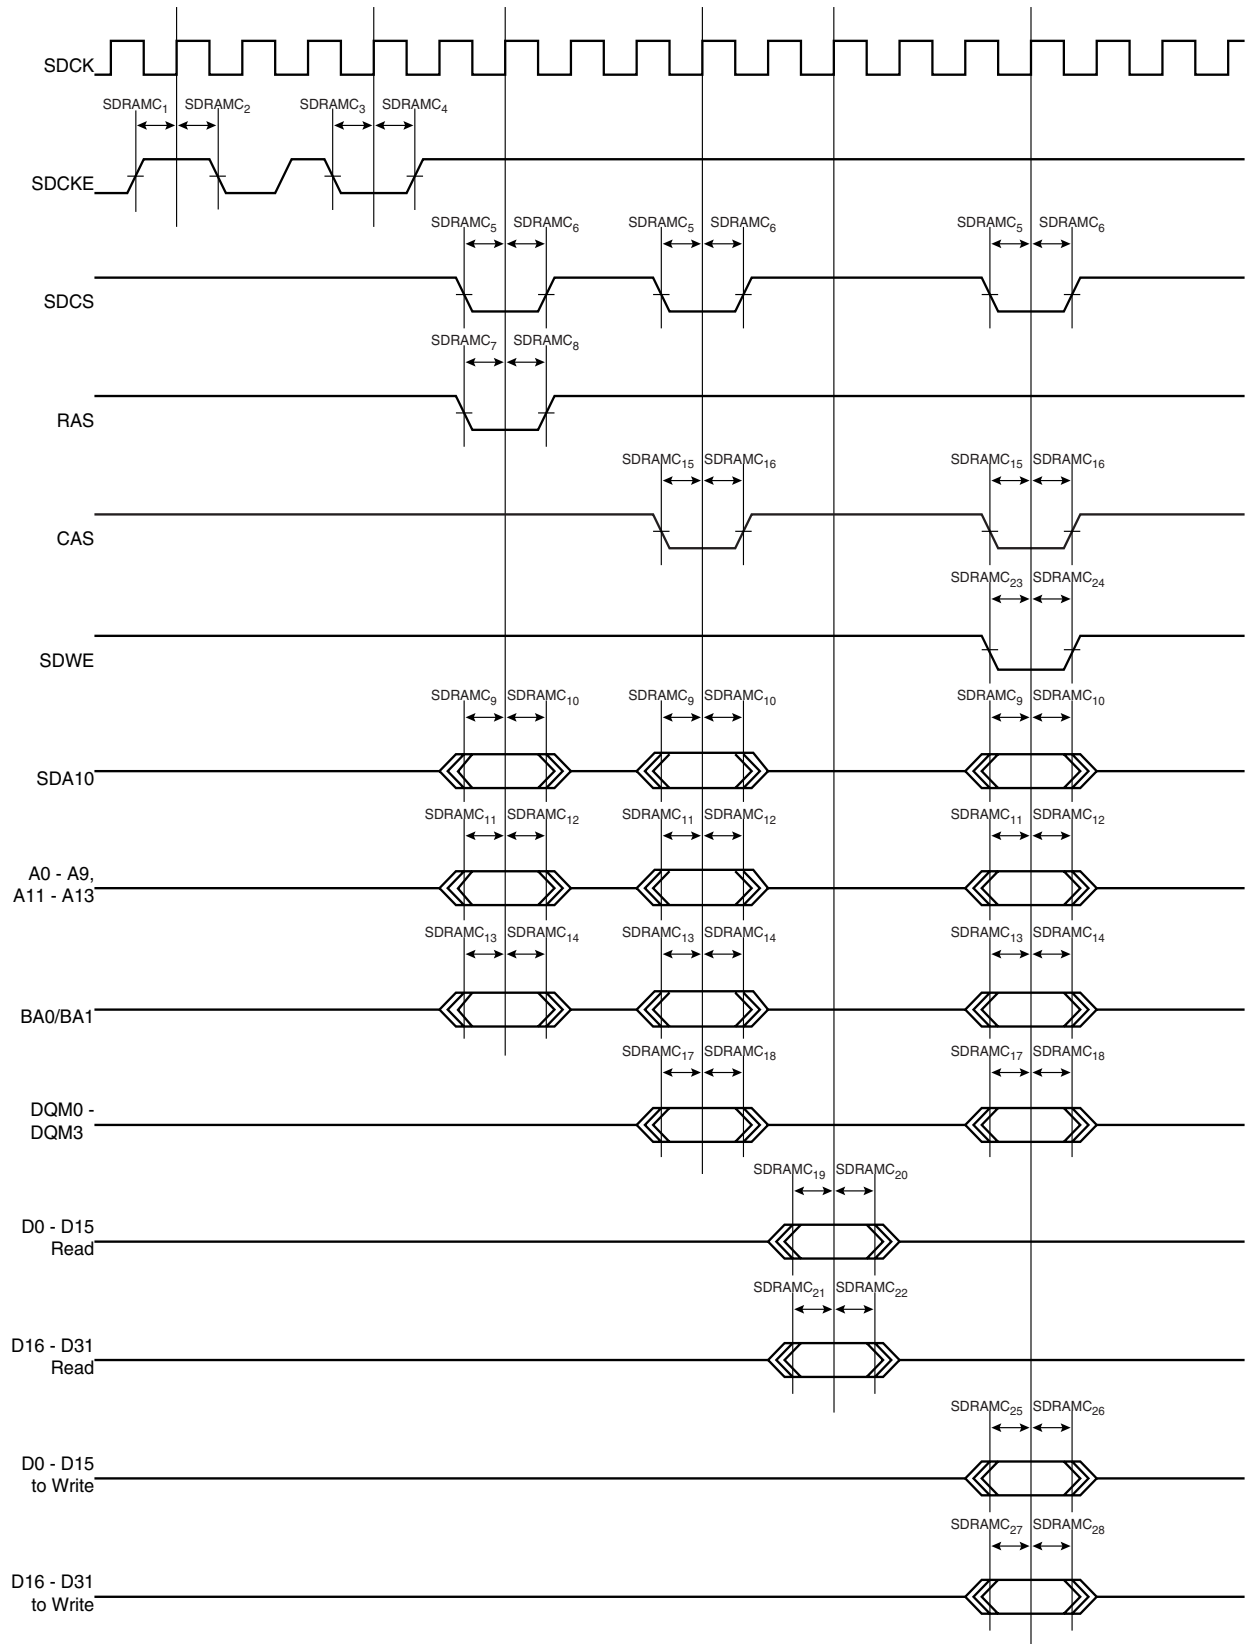 SDCK
SDRAMC1 SDRAMC2 SDRAMC3 SDRAMC4
SDCKE
SDRAMC5 SDRAMC6 SDRAMC5 SDRAMC6 SDRAMC5 SDRAMC6
SDCS
SDRAMC7 SDRAMC8
RAS
SDRAMC15 SDRAMC16 SDRAMC15 SDRAMC16
CAS
SDRAMC23 SDRAMC24
SDWE
SDRAMC9 SDRAMC10 SDRAMC9 SDRAMC10 SDRAMC9 SDRAMC10
SDA10
SDRAMC11 SDRAMC12 SDRAMC11 SDRAMC12 SDRAMC11 SDRAMC12
A0 - A9,
A11 - A13
SDRAMC13 SDRAMC14 SDRAMC13 SDRAMC14 SDRAMC13 SDRAMC14
BA0/BA1
SDRAMC17 SDRAMC18 SDRAMC17 SDRAMC18
DQM0 -
DQM3
SDRAMC19 SDRAMC20
D0 - D15
Read
SDRAMC21 SDRAMC22
D16 - D31
Read
SDRAMC25 SDRAMC26
D0 - D15
to Write
SDRAMC27 SDRAMC28
D16 - D31
to Write